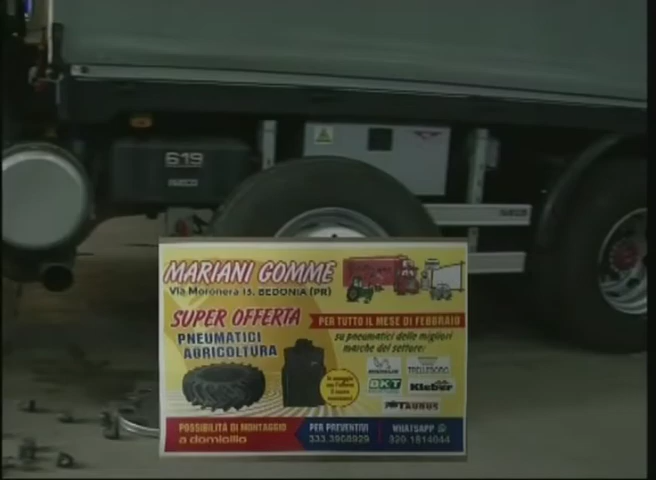 619
IVECO
MARIANI GOMME
Via Moronera 15, BEDONIA (PR)
SUPER OFFERTA
PER TUTTO IL MESE DI FEBBRAIO
PNEUMATICI
AGRICOLTURA
su pneumatici delle migliori
marche del settore:
MICHELIN
TRELLEBORG
BKT
Kleber
TAURUS
POSSIBILITÀ DI MONTAGGIO
a domicilio
PER PREVENTIVI
333.3968929
WHATSAPP
320 1814044